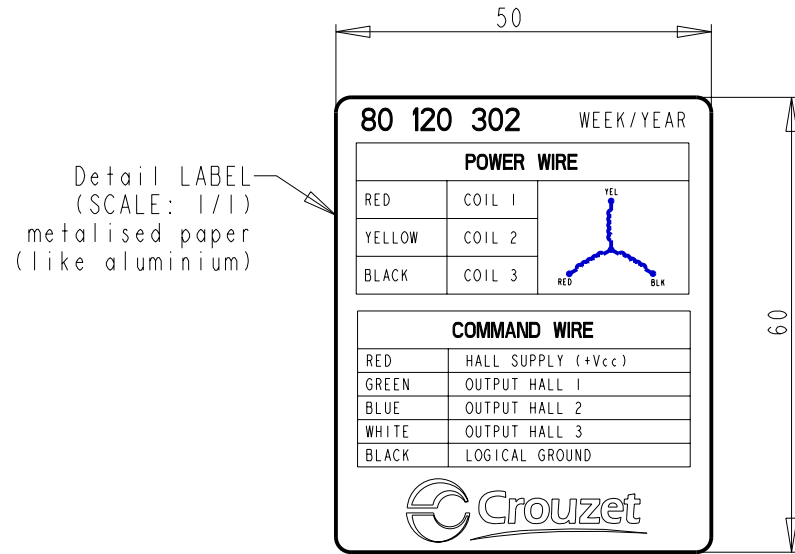 50
80 120 302 WEEK/YEAR
Detail LABEL
(SCALE: 1/1)
metalised paper
(like aluminium)
POWER WIRE
RED COIL 1
YELLOW COIL 2
BLACK COIL 3
YEL
RED BLK
60
COMMAND WIRE
RED HALL SUPPLY (+Vcc)
GREEN OUTPUT HALL 1
BLUE OUTPUT HALL 2
WHITE OUTPUT HALL 3
BLACK LOGICAL GROUND
Crouzet